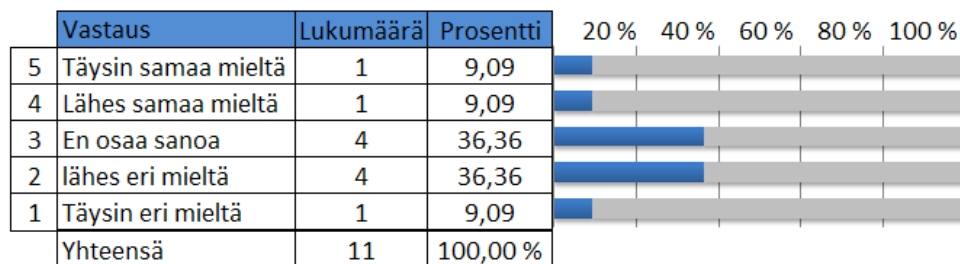 Vastaus Lukumäärä Prosentti 20 % 40 % 60 % 80 % 100 %
5 Täysin samaa mieltä 1 9,09
4 Lähes samaa mieltä 1 9,09
3 En osaa sanoa 4 36,36
2 lähes eri mieltä 4 36,36
1 Täysin eri mieltä 1 9,09
Yhteensä 11 100,00 %